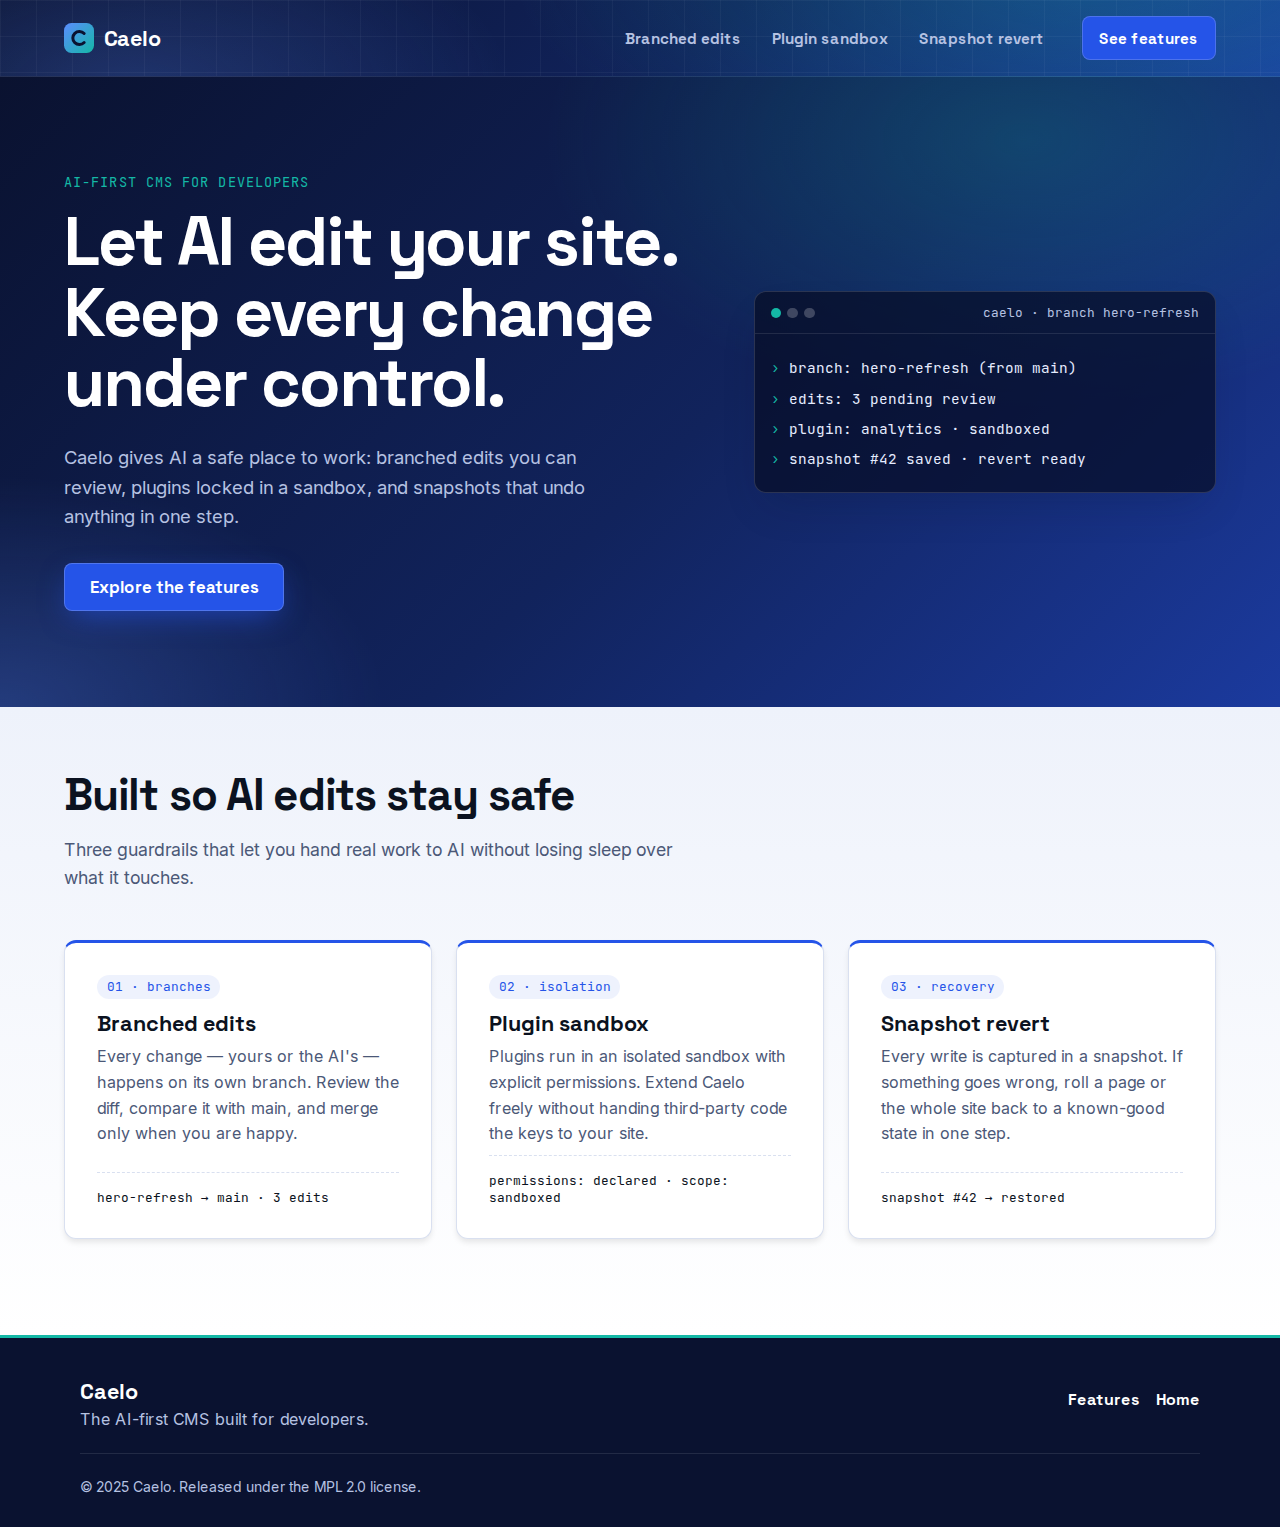 C Caelo
Branched edits Plugin sandbox Snapshot revert See features
AI-FIRST CMS FOR DEVELOPERS
Let AI edit your site.
Keep every change
under control.
Caelo gives AI a safe place to work: branched edits you can
review, plugins locked in a sandbox, and snapshots that undo
anything in one step.
Explore the features
caelo · branch hero-refresh
› branch: hero-refresh (from main)
› edits: 3 pending review
› plugin: analytics · sandboxed
› snapshot #42 saved · revert ready
Built so AI edits stay safe
Three guardrails that let you hand real work to AI without losing sleep over
what it touches.
01 · branches
Branched edits
Every change — yours or the AI's —
happens on its own branch. Review the
diff, compare it with main, and merge
only when you are happy.
hero-refresh → main · 3 edits
02 · isolation
Plugin sandbox
Plugins run in an isolated sandbox with
explicit permissions. Extend Caelo
freely without handing third-party code
the keys to your site.
permissions: declared · scope:
sandboxed
03 · recovery
Snapshot revert
Every write is captured in a snapshot. If
something goes wrong, roll a page or
the whole site back to a known-good
state in one step.
snapshot #42 → restored
Caelo
The AI-first CMS built for developers.
Features Home
© 2025 Caelo. Released under the MPL 2.0 license.